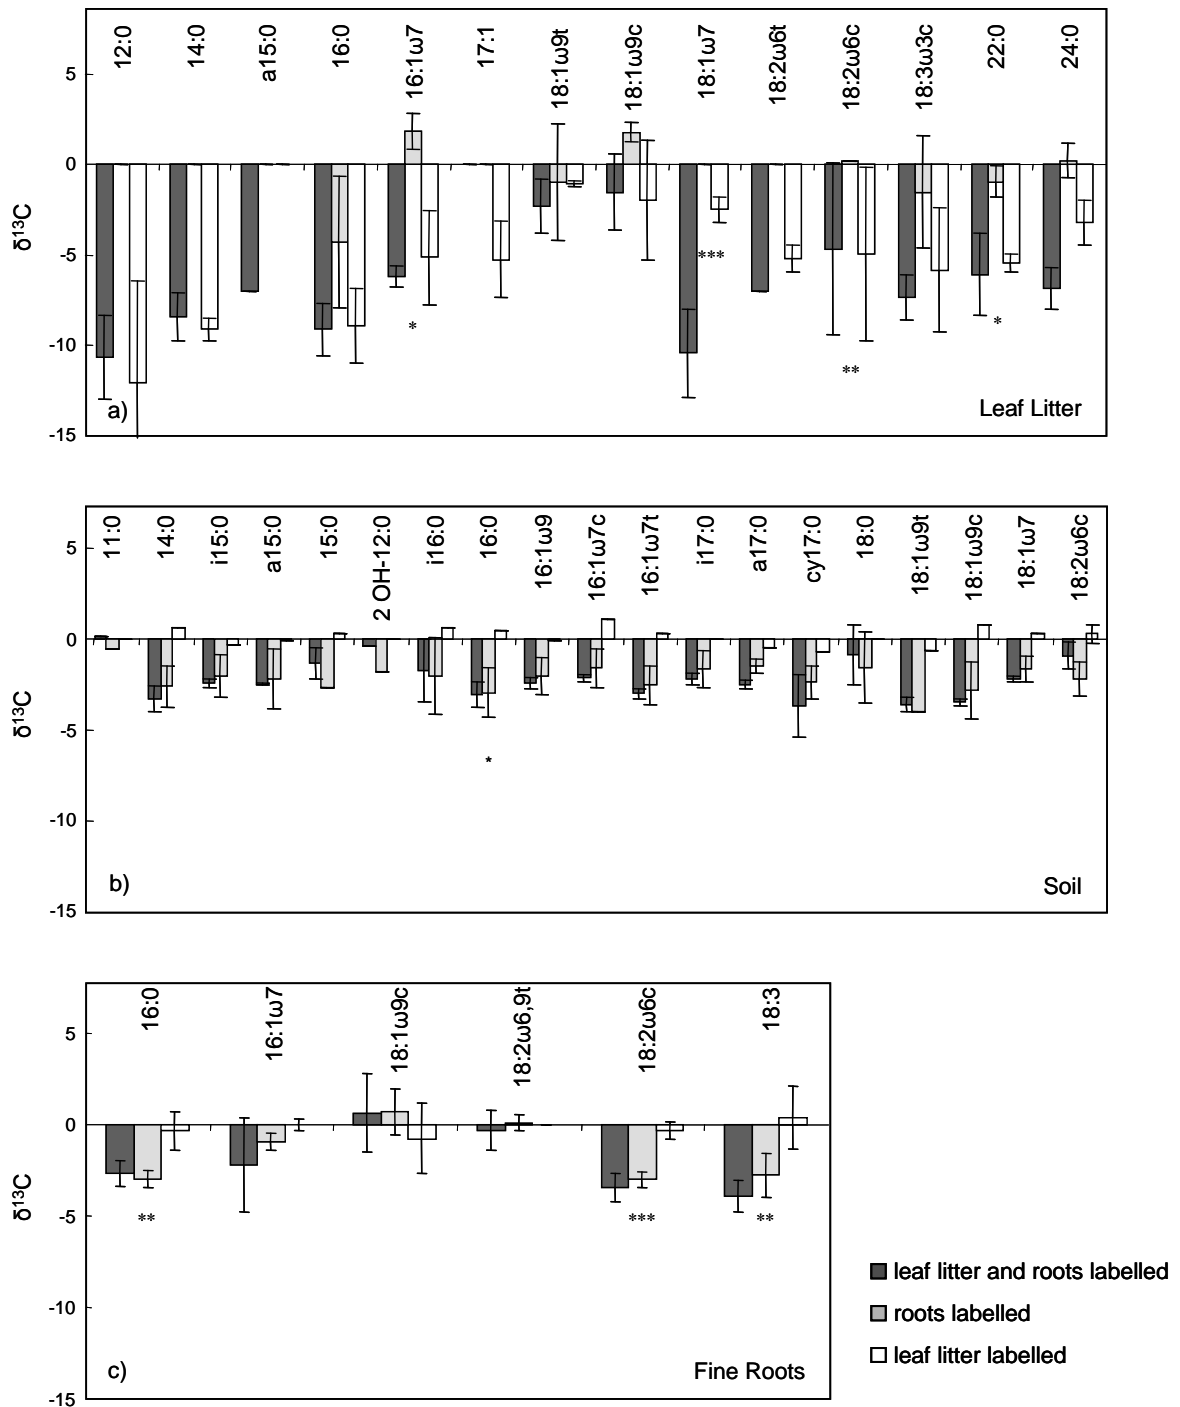 12:0 14:0 a15:0 16:0 16:1ω7 17:1 18:1ω9t 18:1ω9c 18:1ω7 18:2ω6t 18:2ω6c 18:3ω3c 22:0 24:0
5
0
-5
-10
-15
δ¹³C
*
***
**
*
a)
Leaf Litter
11:0 14:0 i15:0 a15:0 15:0 2 OH-12:0 i16:0 16:0 16:1ω9 16:1ω7c 16:1ω7t i17:0 a17:0 cy17:0 18:0 18:1ω9t 18:1ω9c 18:1ω7 18:2ω6c
5
0
-5
-10
-15
δ¹³C
*
b)
Soil
16:0 16:1ω7 18:1ω9c 18:2ω6,9t 18:2ω6c 18:3
5
0
-5
-10
-15
δ¹³C
** *** **
c)
Fine Roots
leaf litter and roots labelled
roots labelled
leaf litter labelled